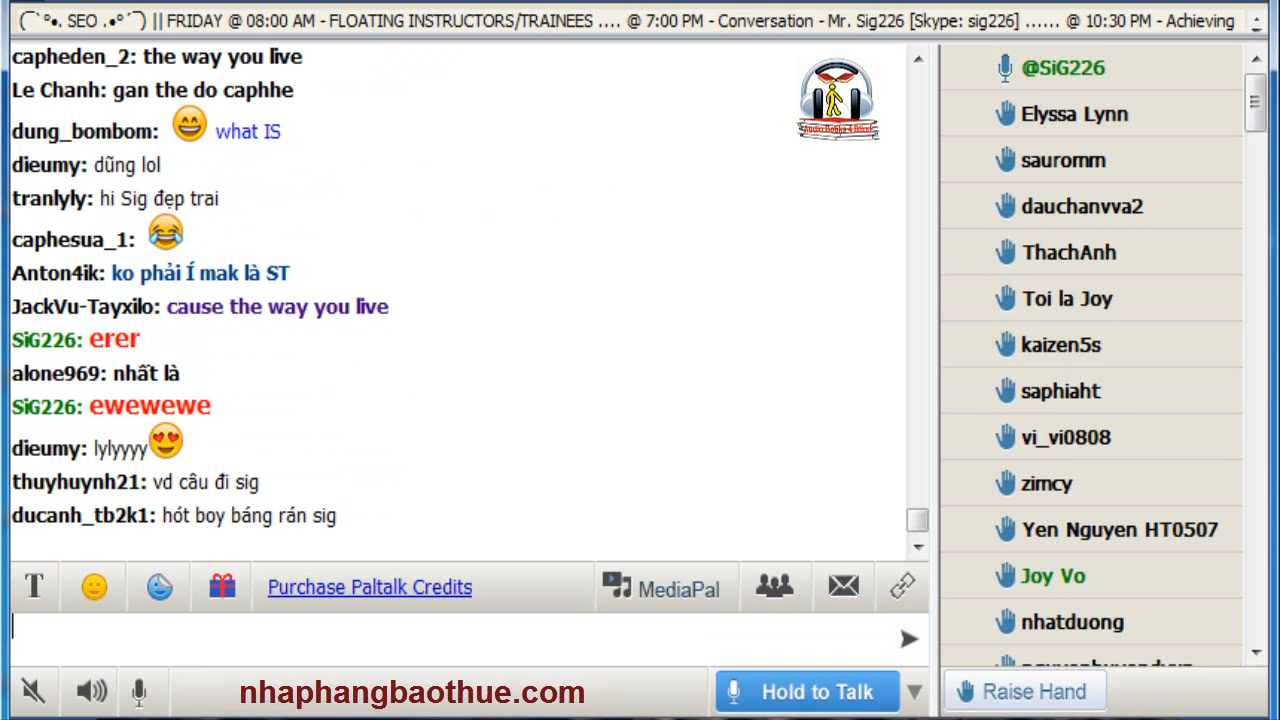 (¯`°•. SEO .•°´¯) || FRIDAY @ 08:00 AM - FLOATING INSTRUCTORS/TRAINEES .... @ 7:00 PM - Conversation - Mr. Sig226 [Skype: sig226] ...... @ 10:30 PM - Achieving
capheden_2: the way you live
Le Chanh: gan the do caphhe
dung_bombom: what IS
dieumy: dũng lol
tranlyly: hi Sig đẹp trai
caphesua_1:
Anton4ik: ko phải Í mak là ST
JackVu-Tayxilo: cause the way you live
SiG226: erer
alone969: nhất là
SiG226: ewewewe
dieumy: lylyyyy
thuyhuynh21: vd câu đi sig
ducanh_tb2k1: hót boy báng rán sig
Audio Books 4 Blind
@SiG226
Elyssa Lynn
sauromm
dauchanvva2
ThachAnh
Toi la Joy
kaizen5s
saphiaht
vi_vi0808
zimcy
Yen Nguyen HT0507
Joy Vo
nhatduong
T
Purchase Paltalk Credits
MediaPal
nhaphangbaothue.com
Hold to Talk
Raise Hand